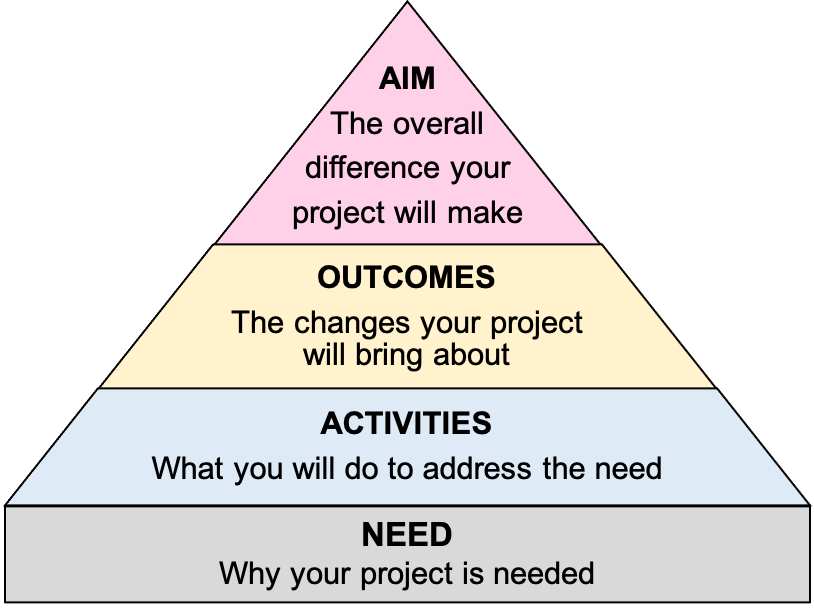 AIM
The overall
difference your
project will make
OUTCOMES
The changes your project
will bring about
ACTIVITIES
What you will do to address the need
NEED
Why your project is needed